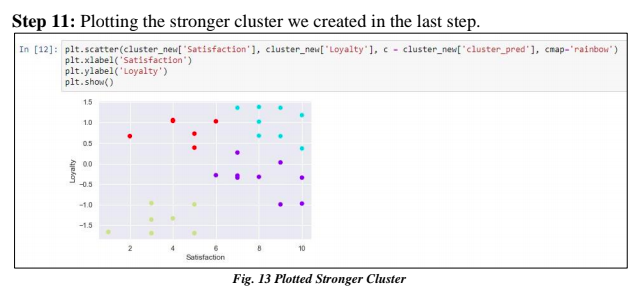 Step 11: Plotting the stronger cluster we created in the last step.
In [12]: plt.scatter(cluster_new['Satisfaction'], cluster_new['Loyalty'], c = cluster_new['cluster_pred'], cmap='rainbow')
plt.xlabel('Satisfaction')
plt.ylabel('Loyalty')
plt.show()
1.5
1.0
0.5
0.0
-0.5
-1.0
-1.5
Loyalty
2 4 6 8 10
Satisfaction
Fig. 13 Plotted Stronger Cluster